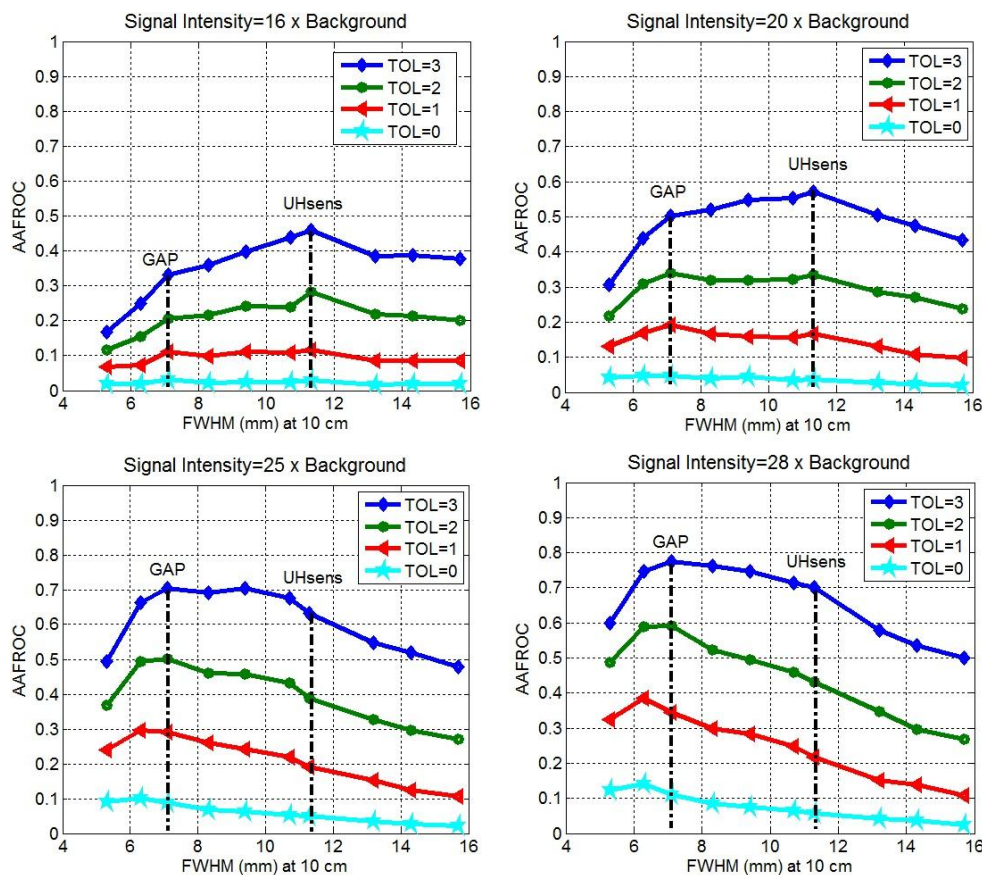 Signal Intensity=16 x Background
1
0.9
0.8
0.7
0.6
0.5
0.4
0.3
0.2
0.1
0
AAFROC
TOL=3
TOL=2
TOL=1
TOL=0
GAP
UHsens
4 6 8 10 12 14 16
FWHM (mm) at 10 cm
Signal Intensity=20 x Background
1
0.9
0.8
0.7
0.6
0.5
0.4
0.3
0.2
0.1
0
AAFROC
TOL=3
TOL=2
TOL=1
TOL=0
GAP
UHsens
4 6 8 10 12 14 16
FWHM (mm) at 10 cm
Signal Intensity=25 x Background
1
0.9
0.8
0.7
0.6
0.5
0.4
0.3
0.2
0.1
0
AAFROC
TOL=3
TOL=2
TOL=1
TOL=0
GAP
UHsens
4 6 8 10 12 14 16
FWHM (mm) at 10 cm
Signal Intensity=28 x Background
1
0.9
0.8
0.7
0.6
0.5
0.4
0.3
0.2
0.1
0
AAFROC
TOL=3
TOL=2
TOL=1
TOL=0
GAP
UHsens
4 6 8 10 12 14 16
FWHM (mm) at 10 cm